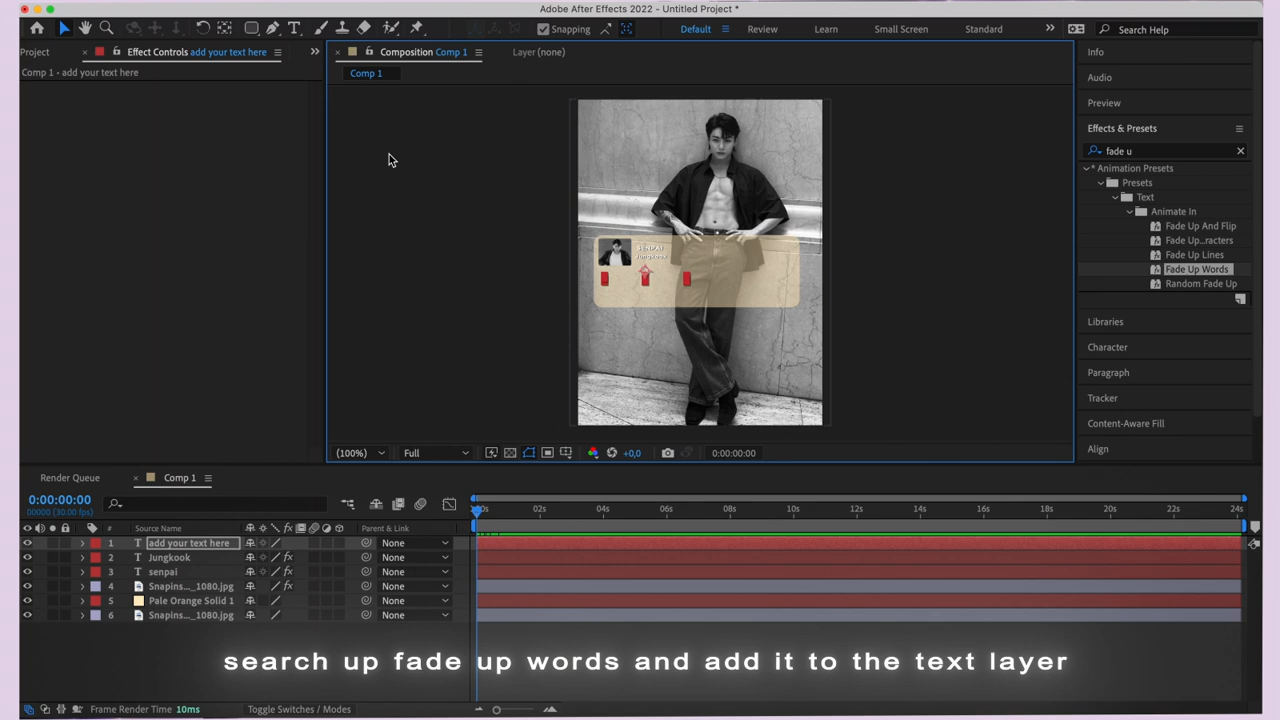 Adobe After Effects 2022 - Untitled Project *
Snapping
Default
Review
Learn
Small Screen
Standard
Search Help
Project
Effect Controls add your text here
Composition Comp 1
Layer (none)
Info
Comp 1 • add your text here
Comp 1
Audio
Preview
Effects & Presets
fade u
* Animation Presets
Presets
Text
Animate In
Fade Up And Flip
Fade Up...racters
Fade Up Lines
Fade Up Words
Random Fade Up
SENPAI
Jungkook
Libraries
Character
Paragraph
Tracker
Content-Aware Fill
Align
(100%)
Full
+0,0
0:00:00:00
Render Queue
Comp 1
0:00:00:00
00000 (30.00 fps)
02s
04s
06s
08s
10s
12s
14s
16s
18s
20s
22s
24s
#
Source Name
Parent & Link
1 T add your text here None
2 T Jungkook None
3 T senpai None
4 Snapins..._1080.jpg None
5 Pale Orange Solid 1 None
6 Snapins..._1080.jpg None
search up fade up words and add it to the text layer
Frame Render Time 10ms
Toggle Switches / Modes